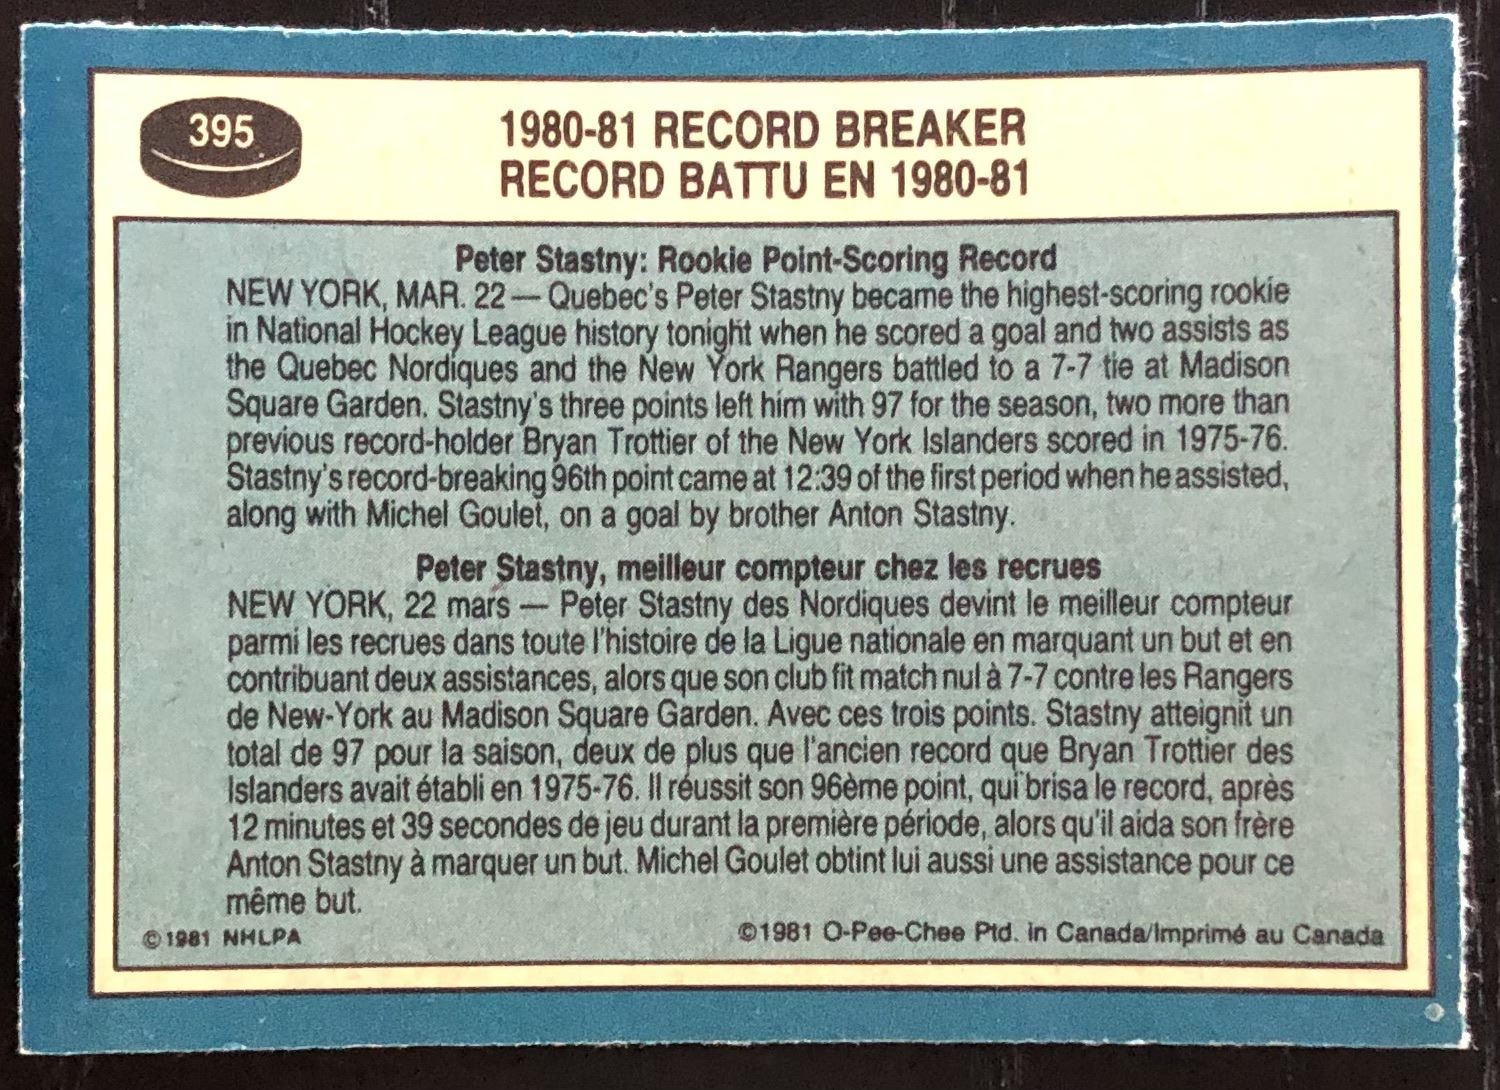 395
1980-81 RECORD BREAKER
RECORD BATTU EN 1980-81
Peter Stastny: Rookie Point-Scoring Record
NEW YORK, MAR. 22 — Quebec's Peter Stastny became the highest-scoring rookie
in National Hockey League history tonight when he scored a goal and two assists as
the Quebec Nordiques and the New York Rangers battled to a 7-7 tie at Madison
Square Garden. Stastny's three points left him with 97 for the season, two more than
previous record-holder Bryan Trottier of the New York Islanders scored in 1975-76.
Stastny's record-breaking 96th point came at 12:39 of the first period when he assisted,
along with Michel Goulet, on a goal by brother Anton Stastny.
Peter Stastny, meilleur compteur chez les recrues
NEW YORK, 22 mars — Peter Stastny des Nordiques devint le meilleur compteur
parmi les recrues dans toute l'histoire de la Ligue nationale en marquant un but et en
contribuant deux assistances, alors que son club fit match nul à 7-7 contre les Rangers
de New-York au Madison Square Garden. Avec ces trois points. Stastny atteignit un
total de 97 pour la saison, deux de plus que l'ancien record que Bryan Trottier des
Islanders avait établi en 1975-76. Il réussit son 96ème point, qui brisa le record, après
12 minutes et 39 secondes de jeu durant la première période, alors qu'il aida son frère
Anton Stastny à marquer un but. Michel Goulet obtint lui aussi une assistance pour ce
même but.
©1981 NHLPA
©1981 O-Pee-Chee Ptd. in Canada/Imprimé au Canada